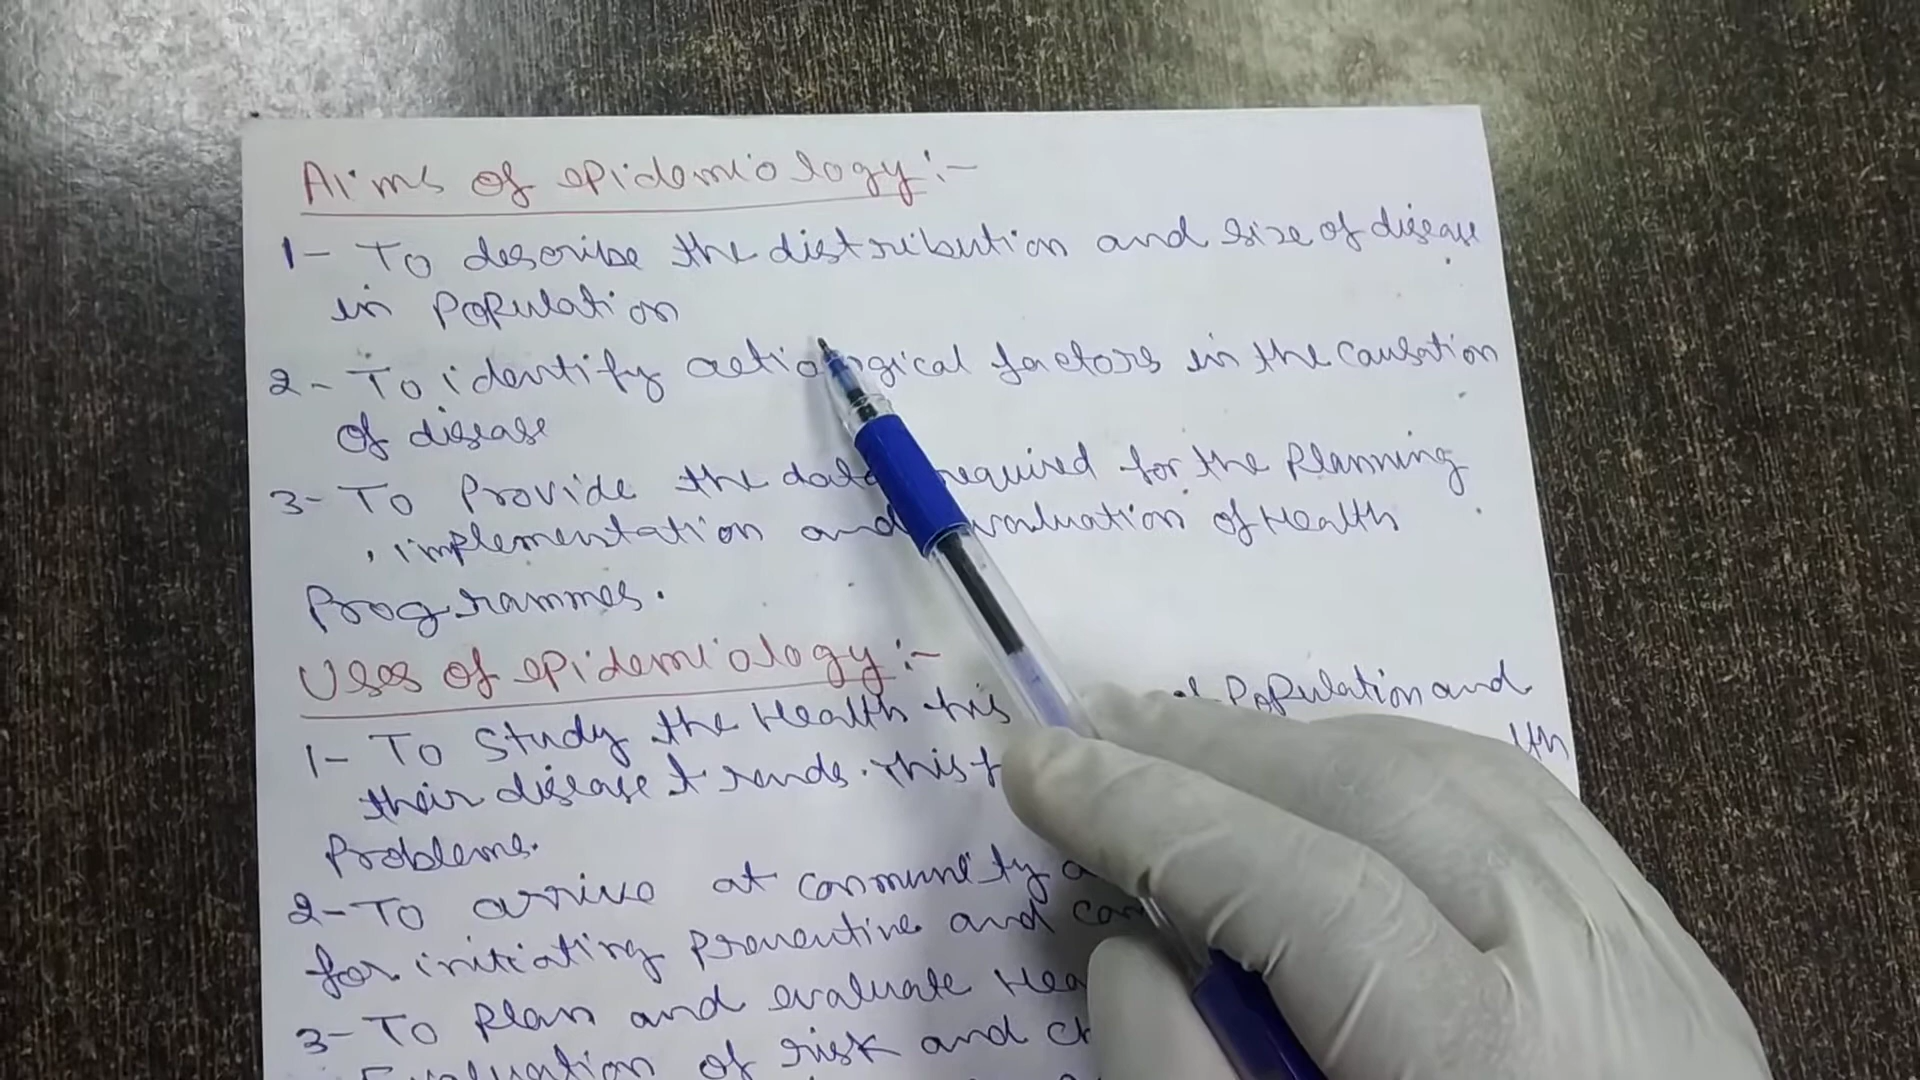 Aims of epidemiology:-
1- To describe the distribution and size of disease
in Population
2- To identify aetiological factors in the causation
of disease
3- To Provide the data required for the Planning
, implementation and evaluation of Health
Programmes.
Uses of epidemiology:-
1- To Study the Health of Population and
their disease trends. This
Problems.
2- To arrive at community
for initiating preventive and
3- To plan and evaluate
Evaluation of risk and